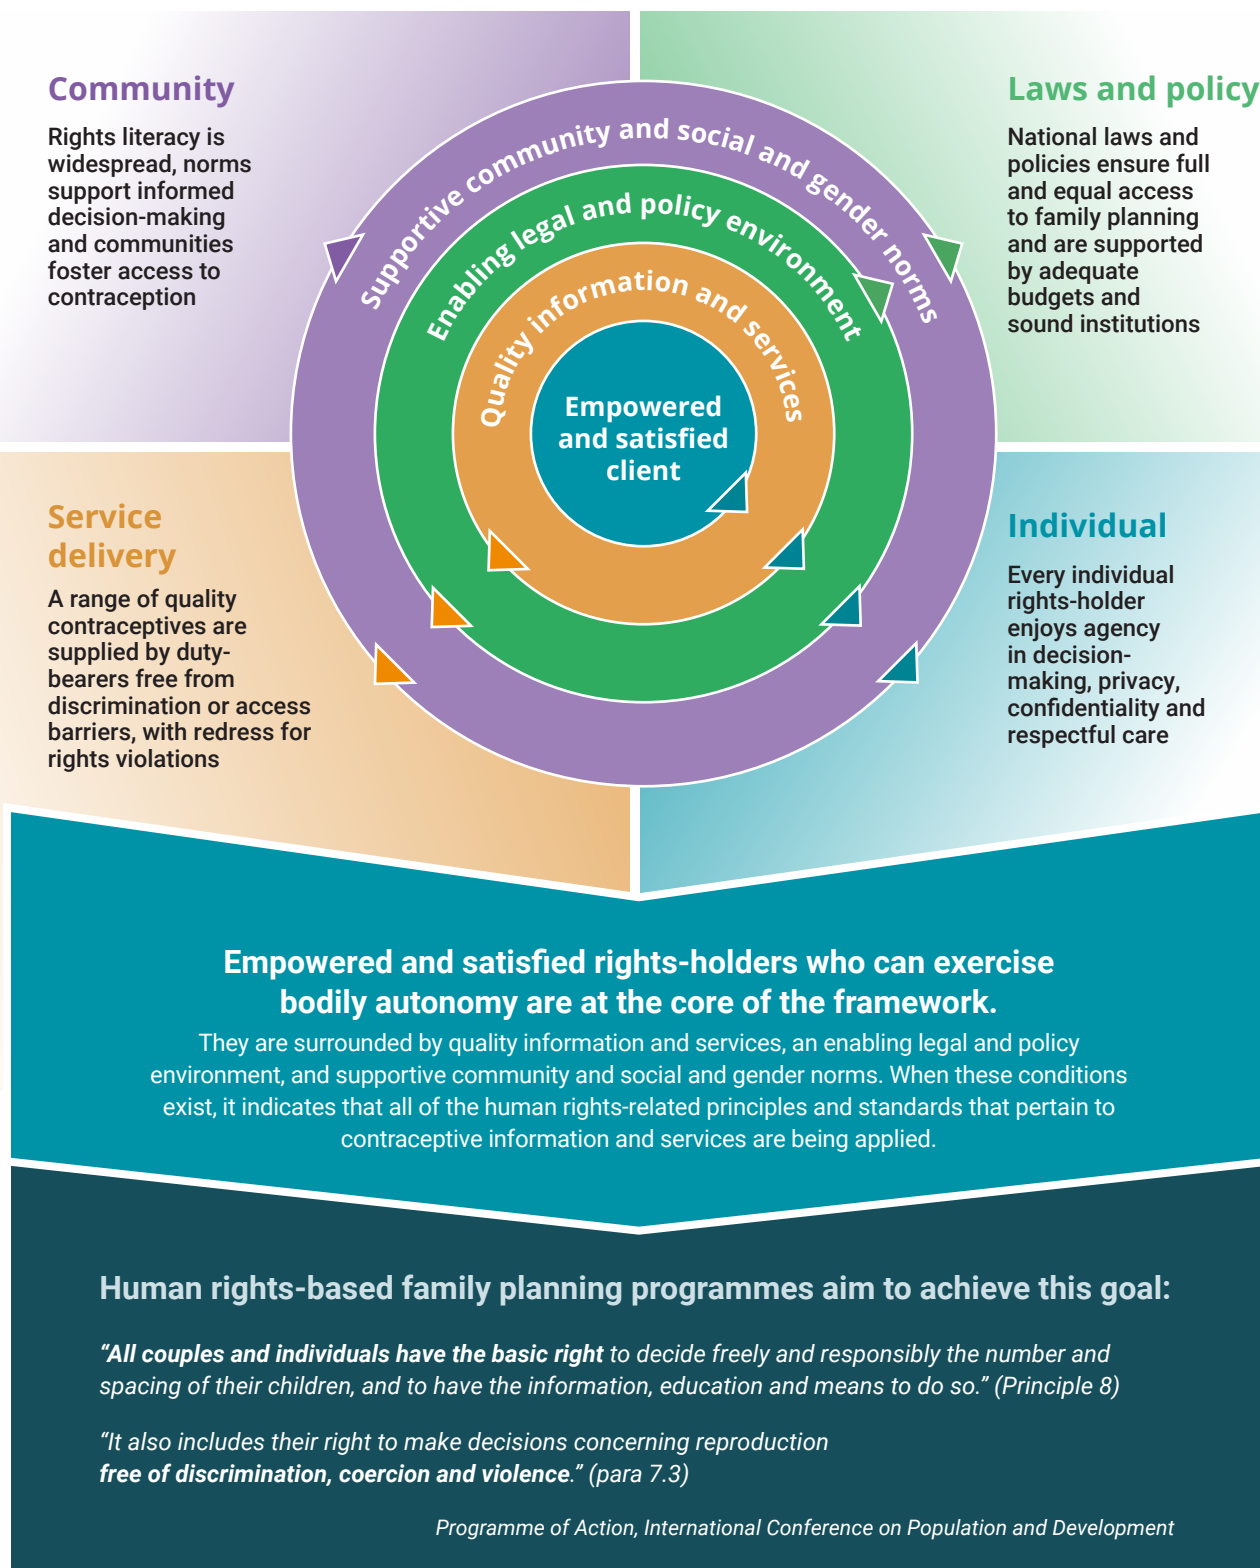 Community
Rights literacy is
widespread, norms
support informed
decision-making
and communities
foster access to
contraception
Laws and policy
National laws and
policies ensure full
and equal access
to family planning
and are supported
by adequate
budgets and
sound institutions
Supportive community and social and gender norms
Enabling legal and policy environment
Quality information and services
Empowered
and satisfied
client
Service
delivery
A range of quality
contraceptives are
supplied by duty-
bearers free from
discrimination or access
barriers, with redress for
rights violations
Individual
Every individual
rights-holder
enjoys agency
in decision-
making, privacy,
confidentiality and
respectful care
Empowered and satisfied rights-holders who can exercise
bodily autonomy are at the core of the framework.
They are surrounded by quality information and services, an enabling legal and policy
environment, and supportive community and social and gender norms. When these conditions
exist, it indicates that all of the human rights-related principles and standards that pertain to
contraceptive information and services are being applied.
Human rights-based family planning programmes aim to achieve this goal:
“All couples and individuals have the basic right to decide freely and responsibly the number and
spacing of their children, and to have the information, education and means to do so.” (Principle 8)
“It also includes their right to make decisions concerning reproduction
free of discrimination, coercion and violence.” (para 7.3)
Programme of Action, International Conference on Population and Development